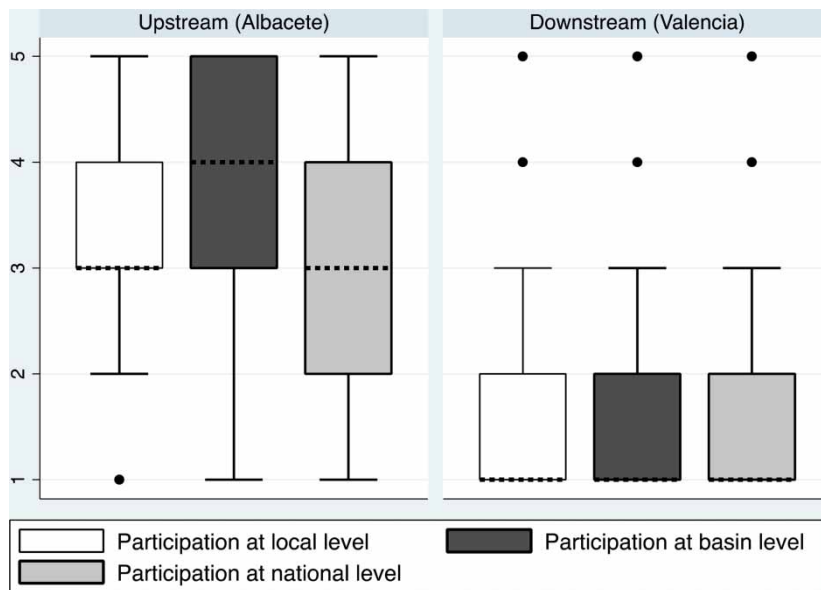 Upstream (Albacete)
Downstream (Valencia)
5
4
3
2
1
Participation at local level
Participation at basin level
Participation at national level